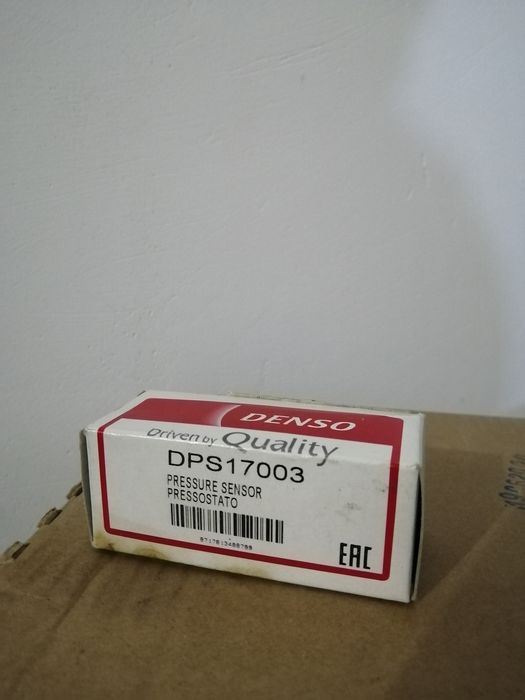 DENSO
Driven by Quality
DPS17003
PRESSURE SENSOR
PRESSOSTATO
EAC